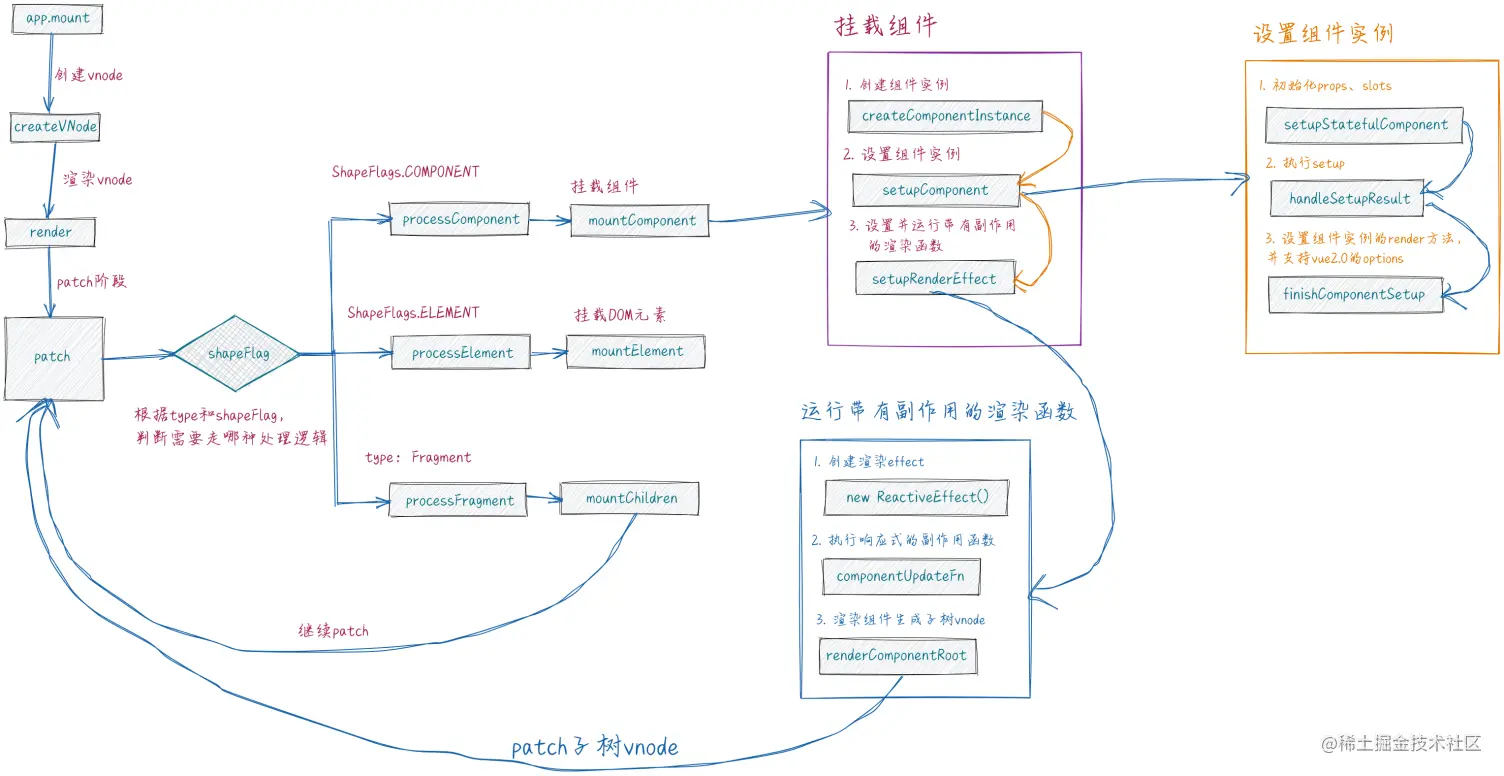 app.mount
创建vnode
createVNode
渲染vnode
render
patch阶段
patch
shapeFlag
根据type和shapeFlag,
判断需要走哪种处理逻辑
ShapeFlags.COMPONENT
processComponent
挂载组件
mountComponent
ShapeFlags.ELEMENT
processElement
挂载DOM元素
mountElement
type: Fragment
processFragment
mountChildren
继续patch
patch子树vnode
挂载组件
1. 创建组件实例
createComponentInstance
2. 设置组件实例
setupComponent
3. 设置并运行带有副作用
的渲染函数
setupRenderEffect
设置组件实例
1. 初始化props、slots
setupStatefulComponent
2. 执行setup
handleSetupResult
3. 设置组件实例的render方法,
并支持vue2.0的options
finishComponentSetup
运行带有副作用的渲染函数
1. 创建渲染effect
new ReactiveEffect()
2. 执行响应式的副作用函数
componentUpdateFn
3. 渲染组件生成子树vnode
renderComponentRoot
@稀土掘金技术社区